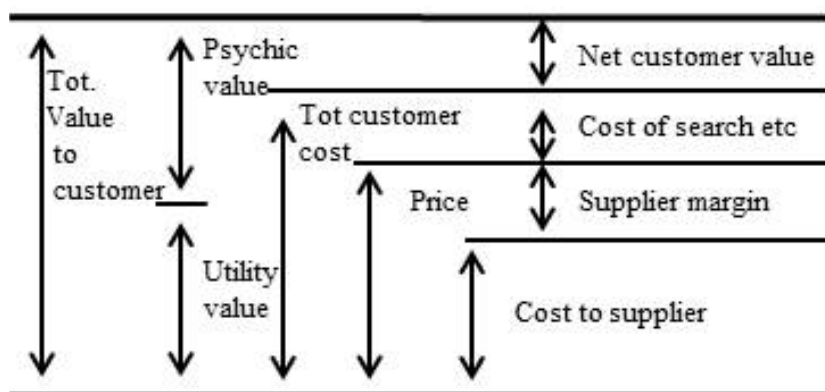 Tot.
Value
to
customer
Psychic
value
Utility
value
Tot customer
cost
Price
Net customer value
Cost of search etc
Supplier margin
Cost to supplier